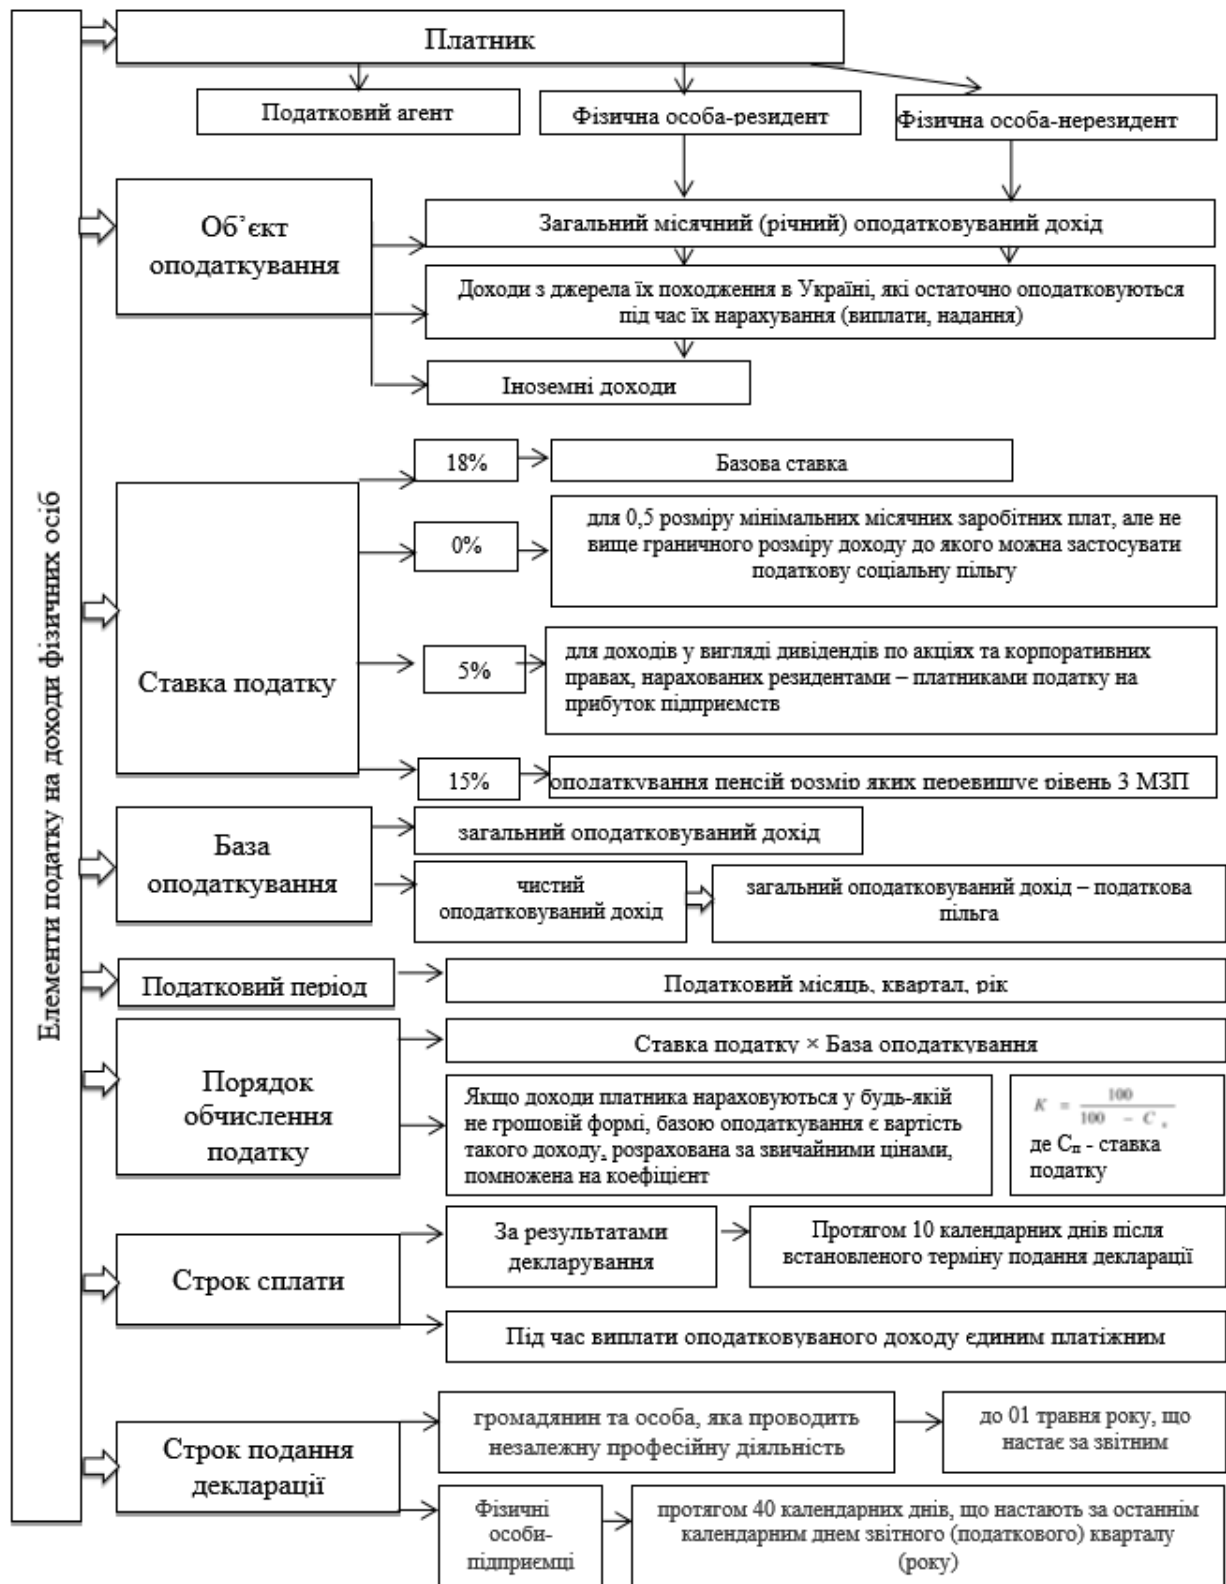 Елементи податку на доходи фізичних осіб
Платник
Податковий агент
Фізична особа-резидент
Фізична особа-нерезидент
Об’єкт
оподаткування
Загальний місячний (річний) оподатковуваний дохід
Доходи з джерела їх походження в Україні, які остаточно оподатковуються
під час їх нарахування (виплати, надання)
Іноземні доходи
Ставка податку
18%
Базова ставка
0%
для 0,5 розміру мінімальних місячних заробітних плат, але не
вище граничного розміру доходу до якого можна застосувати
податкову соціальну пільгу
5%
для доходів у вигляді дивідендів по акціях та корпоративних
правах, нарахованих резидентами – платниками податку на
прибуток підприємств
15%
оподаткування пенсій розмір яких перевищує рівень 3 МЗП
База
оподаткування
загальний оподатковуваний дохід
чистий
оподатковуваний дохід
загальний оподатковуваний дохід – податкова
пільга
Податковий період
Податковий місяць, квартал, рік
Порядок
обчислення
податку
Ставка податку × База оподаткування
Якщо доходи платника нараховуються у будь-якій
не грошовій формі, базою оподаткування є вартість
такого доходу, розрахована за звичайними цінами,
помножена на коефіцієнт
K = 100 / (100 - Cп)
де Сп - ставка
податку
Строк сплати
За результатами
декларування
Протягом 10 календарних днів після
встановленого терміну подання декларації
Під час виплати оподатковуваного доходу єдиним платіжним
Строк подання
декларації
громадянин та особа, яка проводить
незалежну професійну діяльність
до 01 травня року, що
настає за звітним
Фізичні
особи-
підприємці
протягом 40 календарних днів, що настають за останнім
календарним днем звітного (податкового) кварталу
(року)